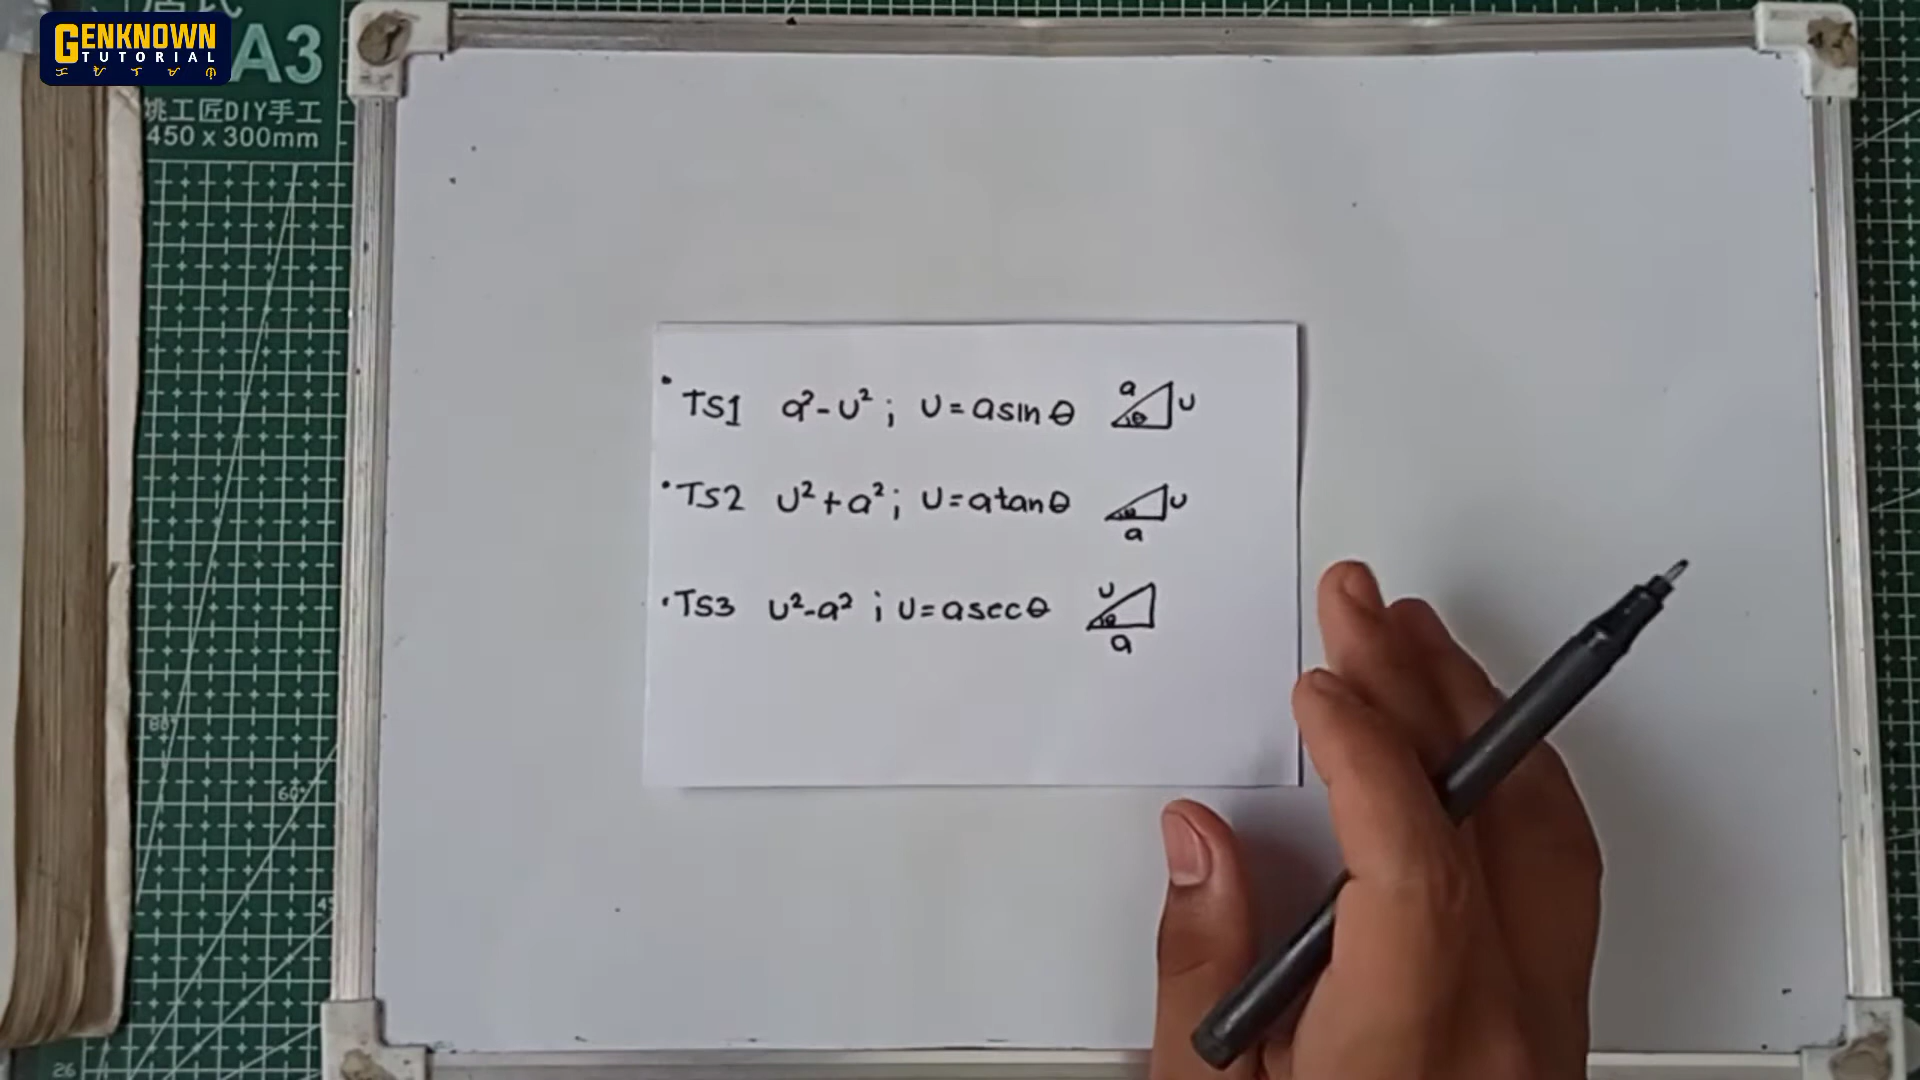 GENKNOWN
TUTORIAL
A3
姚工匠DIY手工
450 x 300mm
• TS1 a² - u² ; u = a sin θ a θ u
• TS2 u² + a² ; u = a tan θ θ u a
• TS3 u² - a² ; u = a sec θ u θ a
80°
60°
26